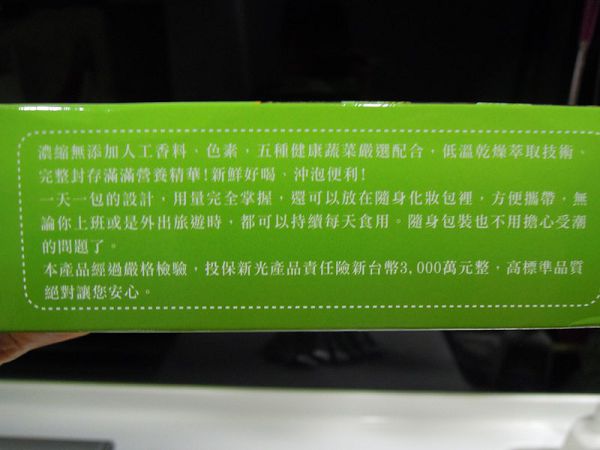 濃縮無添加人工香料、色素，五種健康蔬菜嚴選配合，低溫乾燥萃取技術、
完整封存滿滿營養精華!新鮮好喝、沖泡便利!
一天一包的設計，用量完全掌握，還可以放在隨身化妝包裡，方便攜帶，無
論你上班或是外出旅遊時，都可以持續每天食用。隨身包裝也不用擔心受潮
的問題了。
本產品經過嚴格檢驗，投保新光產品責任險新台幣3,000萬元整，高標準品質
絕對讓您安心。